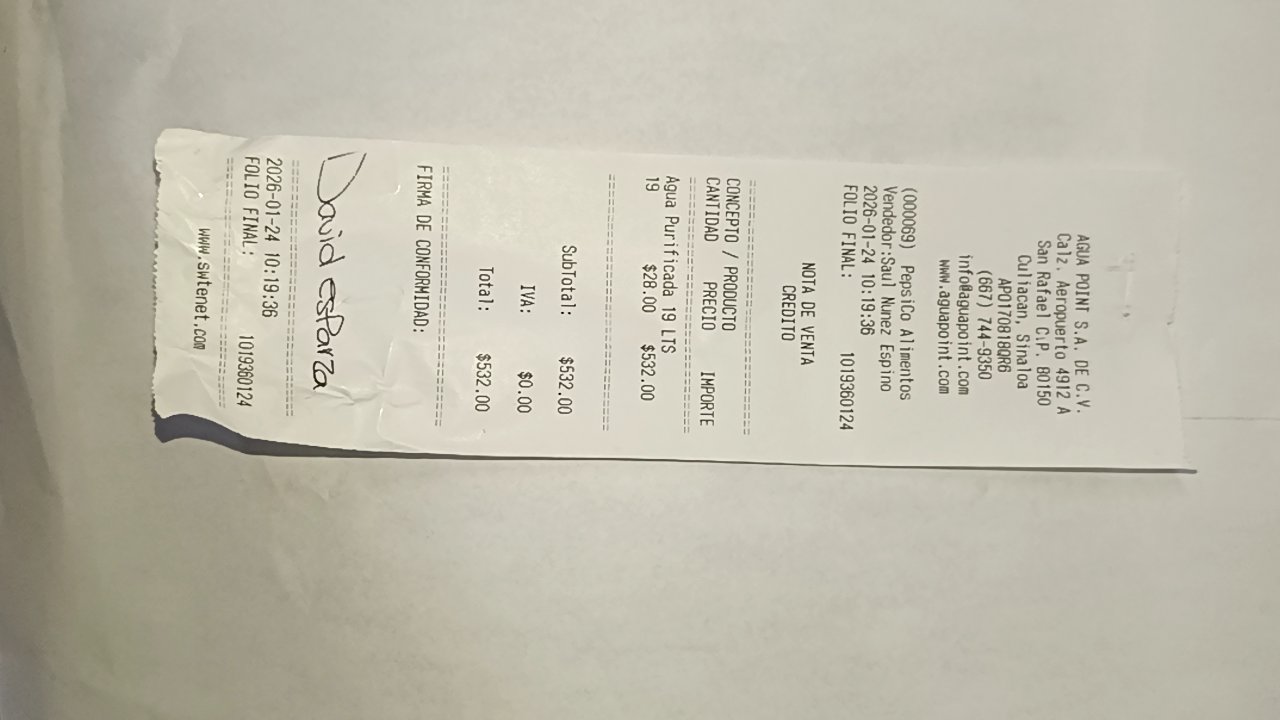 AGUA POINT S.A. DE C.V.
Calz. Aeropuerto 4912 A
San Rafael C.P. 80150
Culiacan, Sinaloa
APO170818QR6
(667) 744-9350
info@aguapoint.com
www.aguapoint.com
(000069) PepsiCo Alimentos
Vendedor:Saul Nunez Espino
2026-01-24 10:19:36
FOLIO FINAL: 1019360124
NOTA DE VENTA
CREDITO
CONCEPTO / PRODUCTO
CANTIDAD PRECIO IMPORTE
Agua Purificada 19 LTS
19 $28.00 $532.00
SubTotal: $532.00
IVA: $0.00
Total: $532.00
FIRMA DE CONFORMIDAD:
David esparza
2026-01-24 10:19:36
FOLIO FINAL: 1019360124
www.swtenet.com